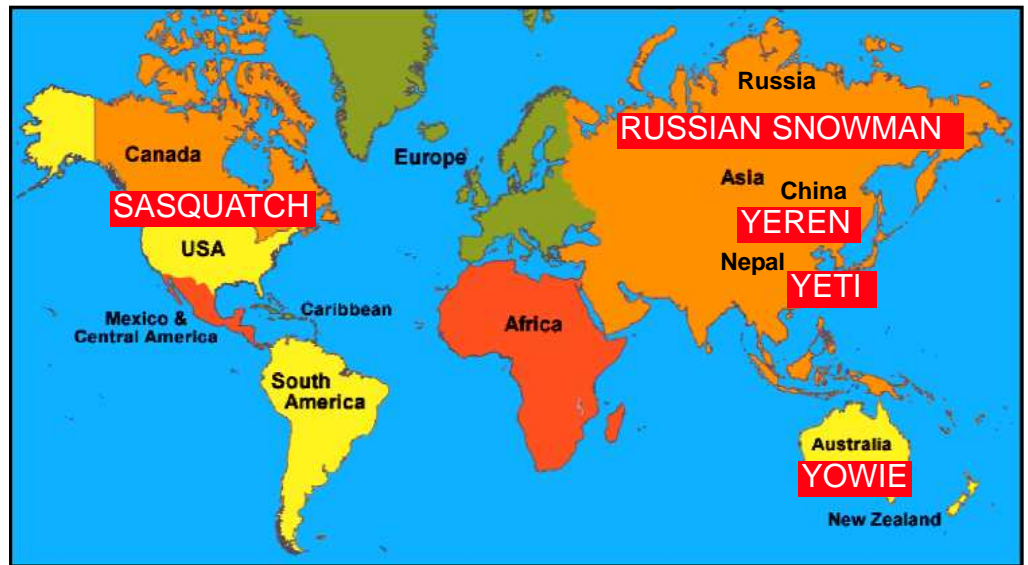 Russia
RUSSIAN SNOWMAN
Canada
Europe
Asia
China
SASQUATCH
YEREN
USA
Nepal
YETI
Caribbean
Mexico &
Central America
Africa
South
America
Australia
YOWIE
New Zealand